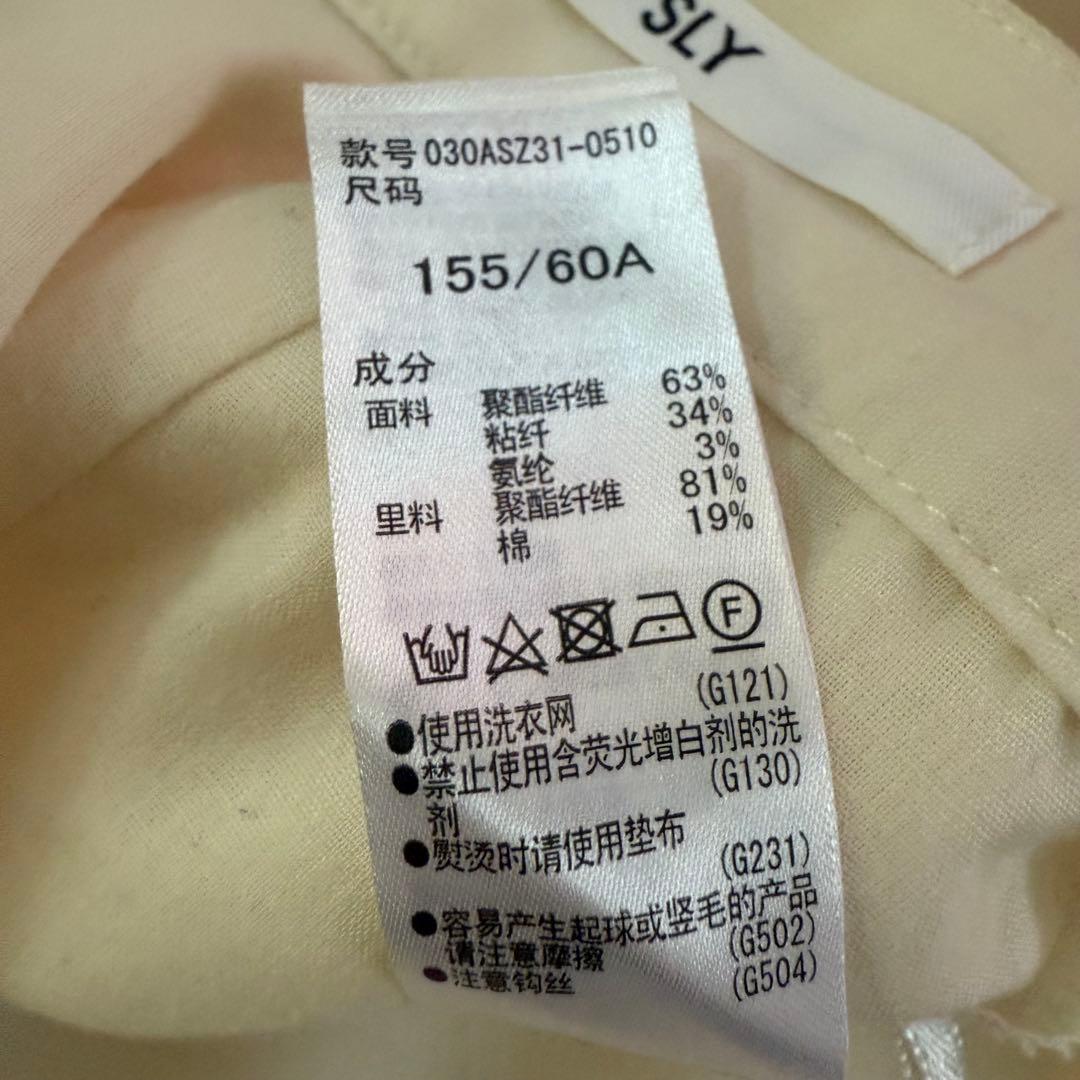 SLY
款号 030ASZ31-0510
尺码
155/60A
成分
面料 聚酯纤维 63%
粘纤 34%
氨纶 3%
里料 聚酯纤维 81%
棉 19%
F
●使用洗衣网 (G121)
●禁止使用含荧光增白剂的洗
剂 (G130)
●熨烫时请使用垫布 (G231)
●容易产生起球或竖毛的产品
请注意摩擦 (G502)
●注意钩丝 (G504)